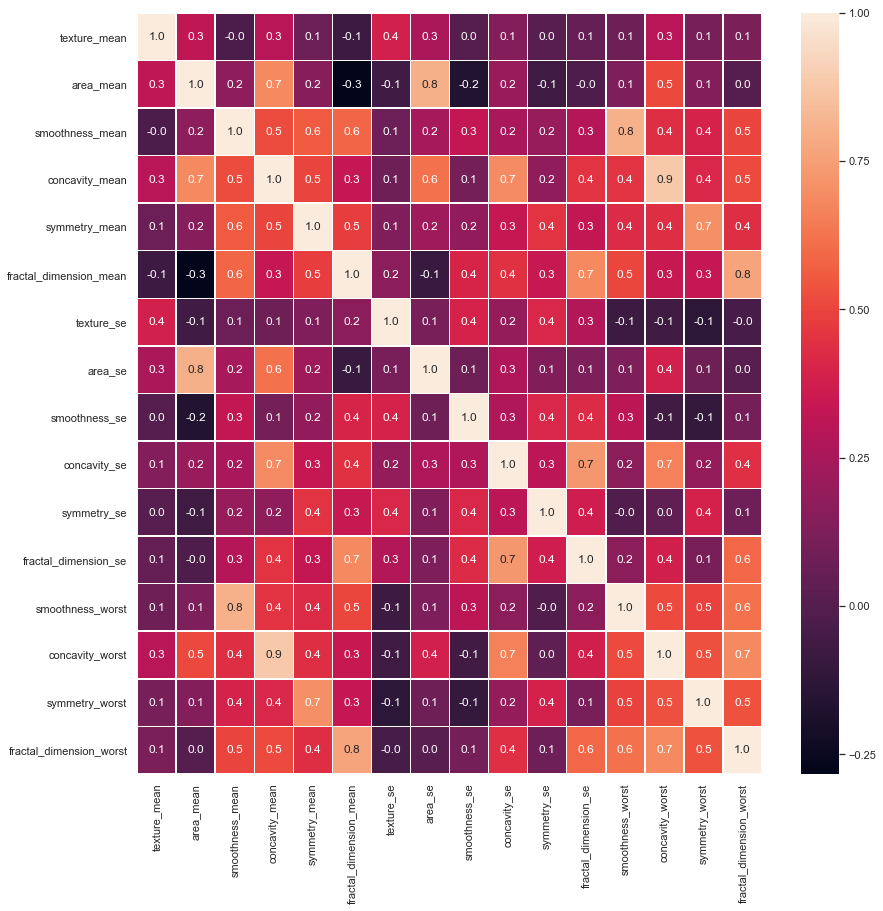 texture_mean 1.0 0.3 -0.0 0.3 0.1 -0.1 0.4 0.3 0.0 0.1 0.0 0.1 0.1 0.3 0.1 0.1
area_mean 0.3 1.0 0.2 0.7 0.2 -0.3 -0.1 0.8 -0.2 0.2 -0.1 -0.0 0.1 0.5 0.1 0.0
smoothness_mean -0.0 0.2 1.0 0.5 0.6 0.6 0.1 0.2 0.3 0.2 0.2 0.3 0.8 0.4 0.4 0.5
concavity_mean 0.3 0.7 0.5 1.0 0.5 0.3 0.1 0.6 0.1 0.7 0.2 0.4 0.4 0.9 0.4 0.5
symmetry_mean 0.1 0.2 0.6 0.5 1.0 0.5 0.1 0.2 0.2 0.3 0.4 0.3 0.4 0.4 0.7 0.4
fractal_dimension_mean -0.1 -0.3 0.6 0.3 0.5 1.0 0.2 -0.1 0.4 0.4 0.3 0.7 0.5 0.3 0.3 0.8
texture_se 0.4 -0.1 0.1 0.1 0.1 0.2 1.0 0.1 0.4 0.2 0.4 0.3 -0.1 -0.1 -0.1 -0.0
area_se 0.3 0.8 0.2 0.6 0.2 -0.1 0.1 1.0 0.1 0.3 0.1 0.1 0.1 0.4 0.1 0.0
smoothness_se 0.0 -0.2 0.3 0.1 0.2 0.4 0.4 0.1 1.0 0.3 0.4 0.4 0.3 -0.1 -0.1 0.1
concavity_se 0.1 0.2 0.2 0.7 0.3 0.4 0.2 0.3 0.3 1.0 0.3 0.7 0.2 0.7 0.2 0.4
symmetry_se 0.0 -0.1 0.2 0.2 0.4 0.3 0.4 0.1 0.4 0.3 1.0 0.4 -0.0 0.0 0.4 0.1
fractal_dimension_se 0.1 -0.0 0.3 0.4 0.3 0.7 0.3 0.1 0.4 0.7 0.4 1.0 0.2 0.4 0.1 0.6
smoothness_worst 0.1 0.1 0.8 0.4 0.4 0.5 -0.1 0.1 0.3 0.2 -0.0 0.2 1.0 0.5 0.5 0.6
concavity_worst 0.3 0.5 0.4 0.9 0.4 0.3 -0.1 0.4 -0.1 0.7 0.0 0.4 0.5 1.0 0.5 0.7
symmetry_worst 0.1 0.1 0.4 0.4 0.7 0.3 -0.1 0.1 -0.1 0.2 0.4 0.1 0.5 0.5 1.0 0.5
fractal_dimension_worst 0.1 0.0 0.5 0.5 0.4 0.8 -0.0 0.0 0.1 0.4 0.1 0.6 0.6 0.7 0.5 1.0
texture_mean
area_mean
smoothness_mean
concavity_mean
symmetry_mean
fractal_dimension_mean
texture_se
area_se
smoothness_se
concavity_se
symmetry_se
fractal_dimension_se
smoothness_worst
concavity_worst
symmetry_worst
fractal_dimension_worst
1.00
0.75
0.50
0.25
0.00
−0.25